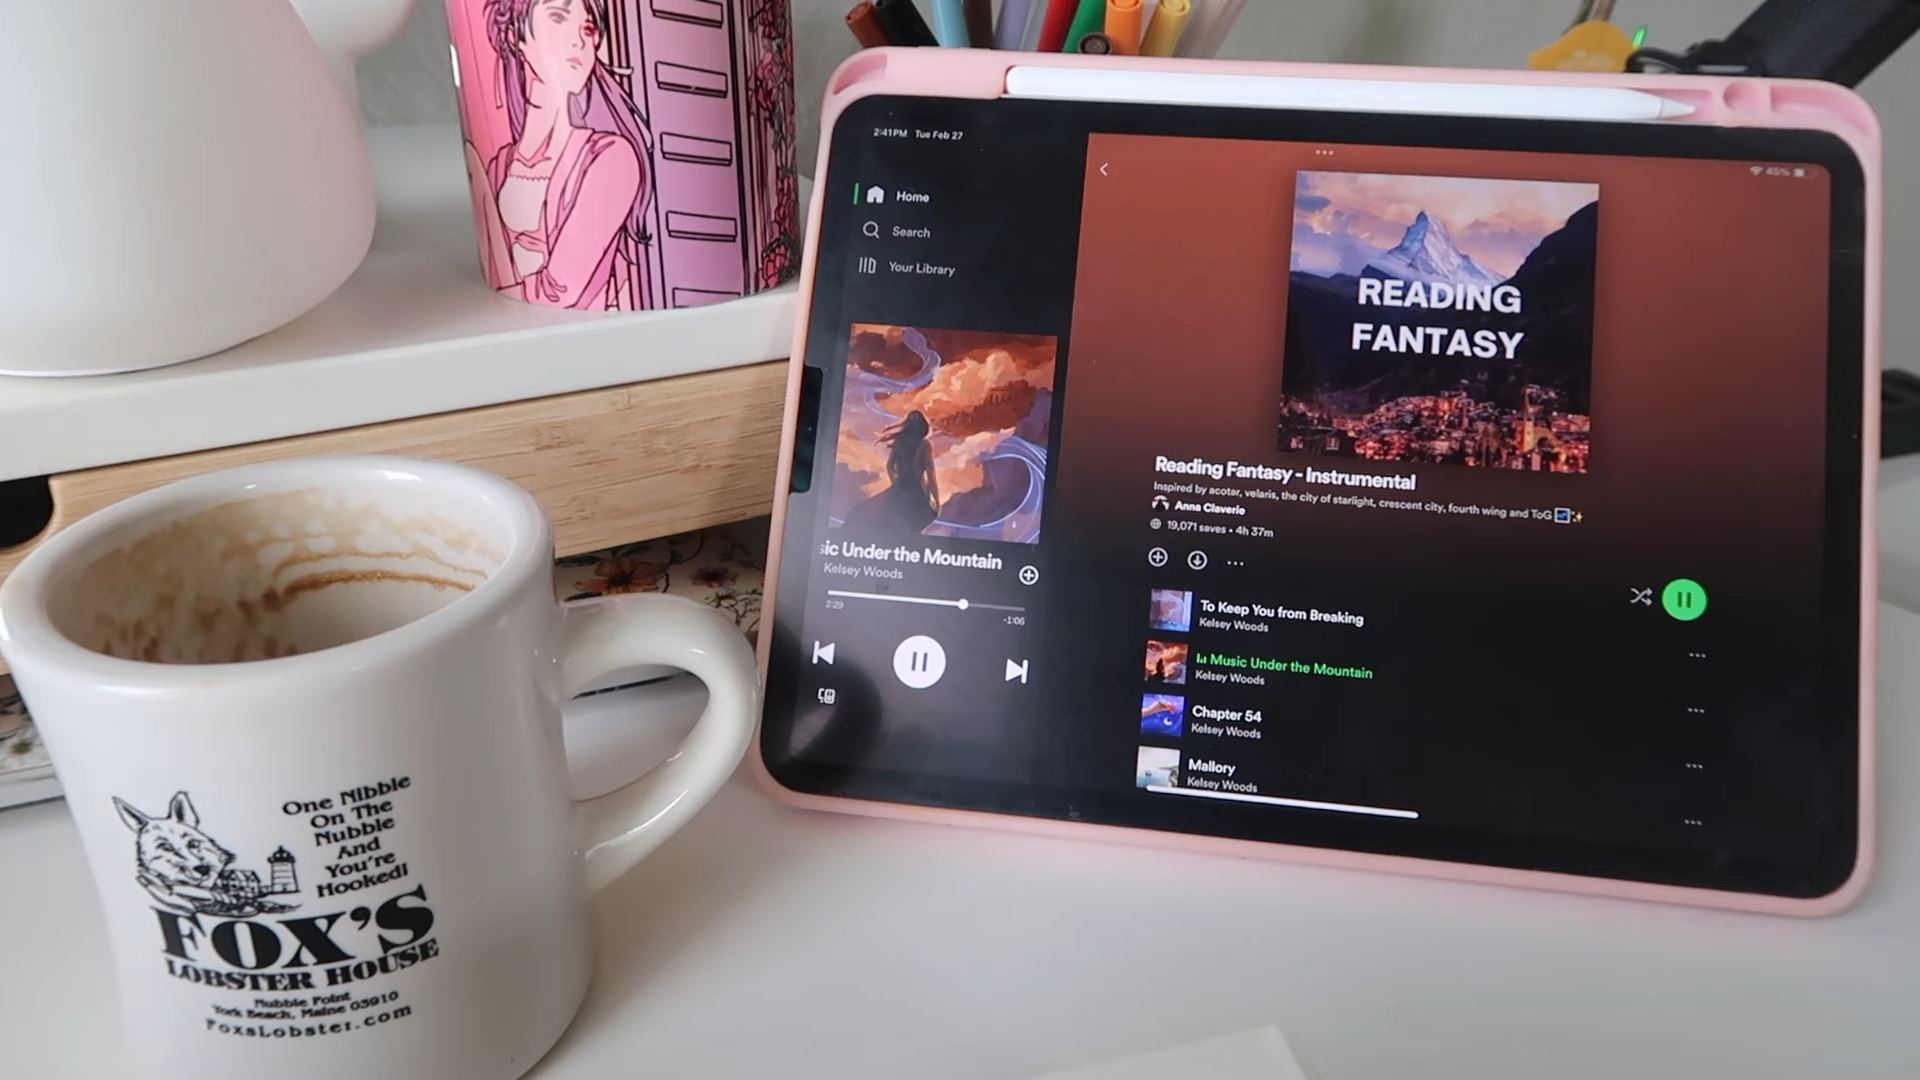 2:41PM Tue Feb 27
45%
Home
Search
Your Library
READING
FANTASY
Reading Fantasy - Instrumental
Inspired by acotar, velaris, the city of starlight, crescent city, fourth wing and ToG
Anna Claverie
19,071 saves • 4h 37m
sic Under the Mountain
Kelsey Woods
2:29
-1:06
To Keep You from Breaking
Kelsey Woods
Music Under the Mountain
Kelsey Woods
Chapter 54
Kelsey Woods
Mallory
Kelsey Woods
One Nibble
On The
Nubble
And
You're
Hooked!
FOX'S
LOBSTER HOUSE
Nubble Point
York Beach, Maine 03910
FoxsLobster.com